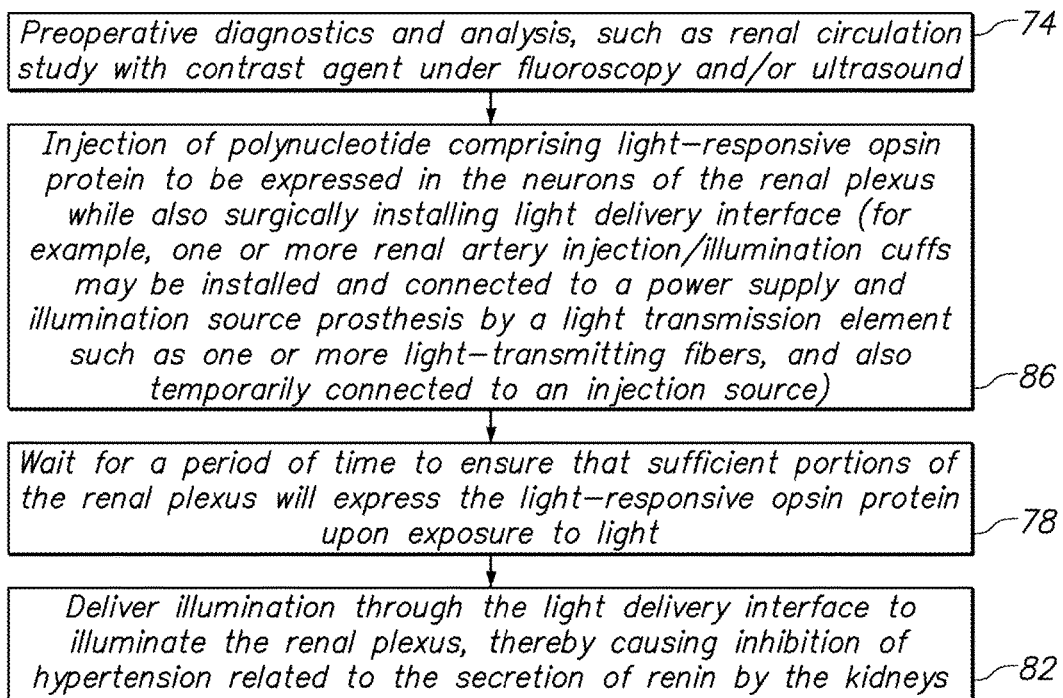 Preoperative diagnostics and analysis, such as renal circulation
study with contrast agent under fluoroscopy and/or ultrasound
74
Injection of polynucleotide comprising light-responsive opsin
protein to be expressed in the neurons of the renal plexus
while also surgically installing light delivery interface (for
example, one or more renal artery injection/illumination cuffs
may be installed and connected to a power supply and
illumination source prosthesis by a light transmission element
such as one or more light-transmitting fibers, and also
temporarily connected to an injection source)
86
Wait for a period of time to ensure that sufficient portions of
the renal plexus will express the light-responsive opsin protein
upon exposure to light
78
Deliver illumination through the light delivery interface to
illuminate the renal plexus, thereby causing inhibition of
hypertension related to the secretion of renin by the kidneys
82